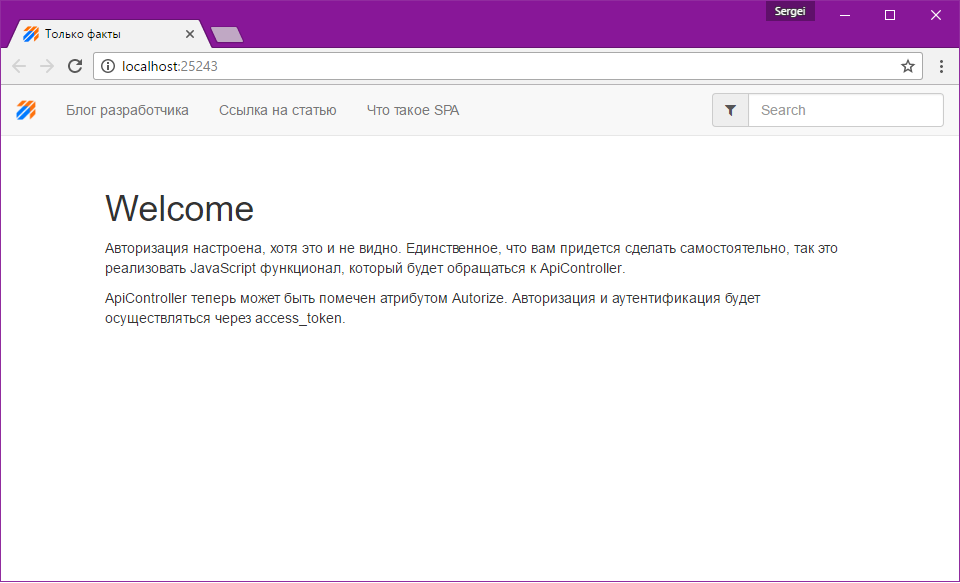 Sergei
Только факты
localhost:25243
Блог разработчика Ссылка на статью Что такое SPA Search
Welcome
Авторизация настроена, хотя это и не видно. Единственное, что вам придется сделать самостоятельно, так это
реализовать JavaScript функционал, который будет обращаться к ApiController.
ApiController теперь может быть помечен атрибутом Autorize. Авторизация и аутентификация будет
осуществляться через access_token.